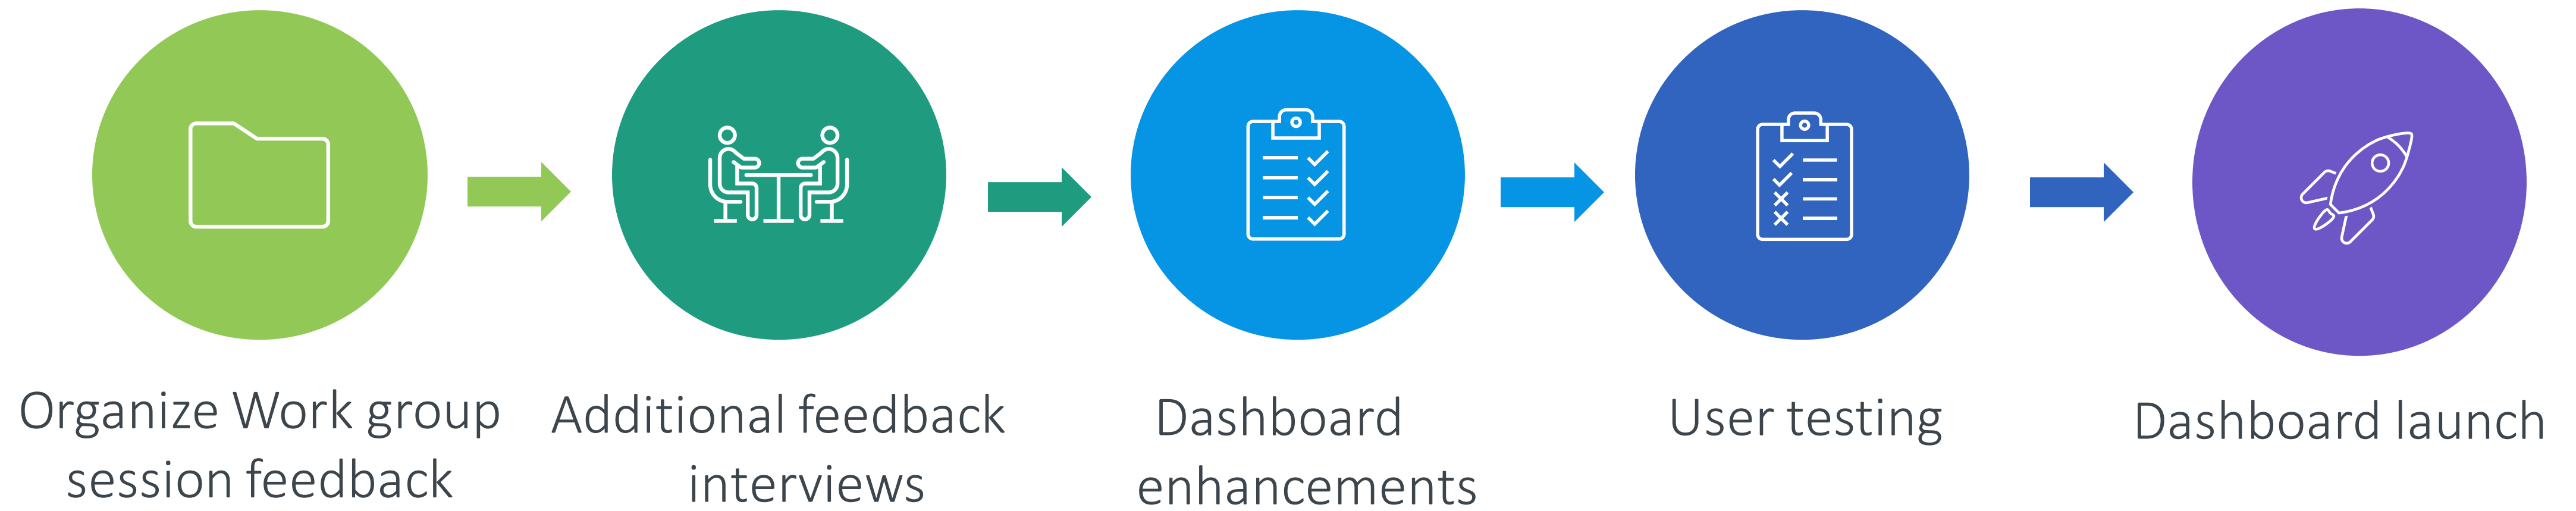 Organize Work group
session feedback
Additional feedback
interviews
Dashboard
enhancements
User testing
Dashboard launch